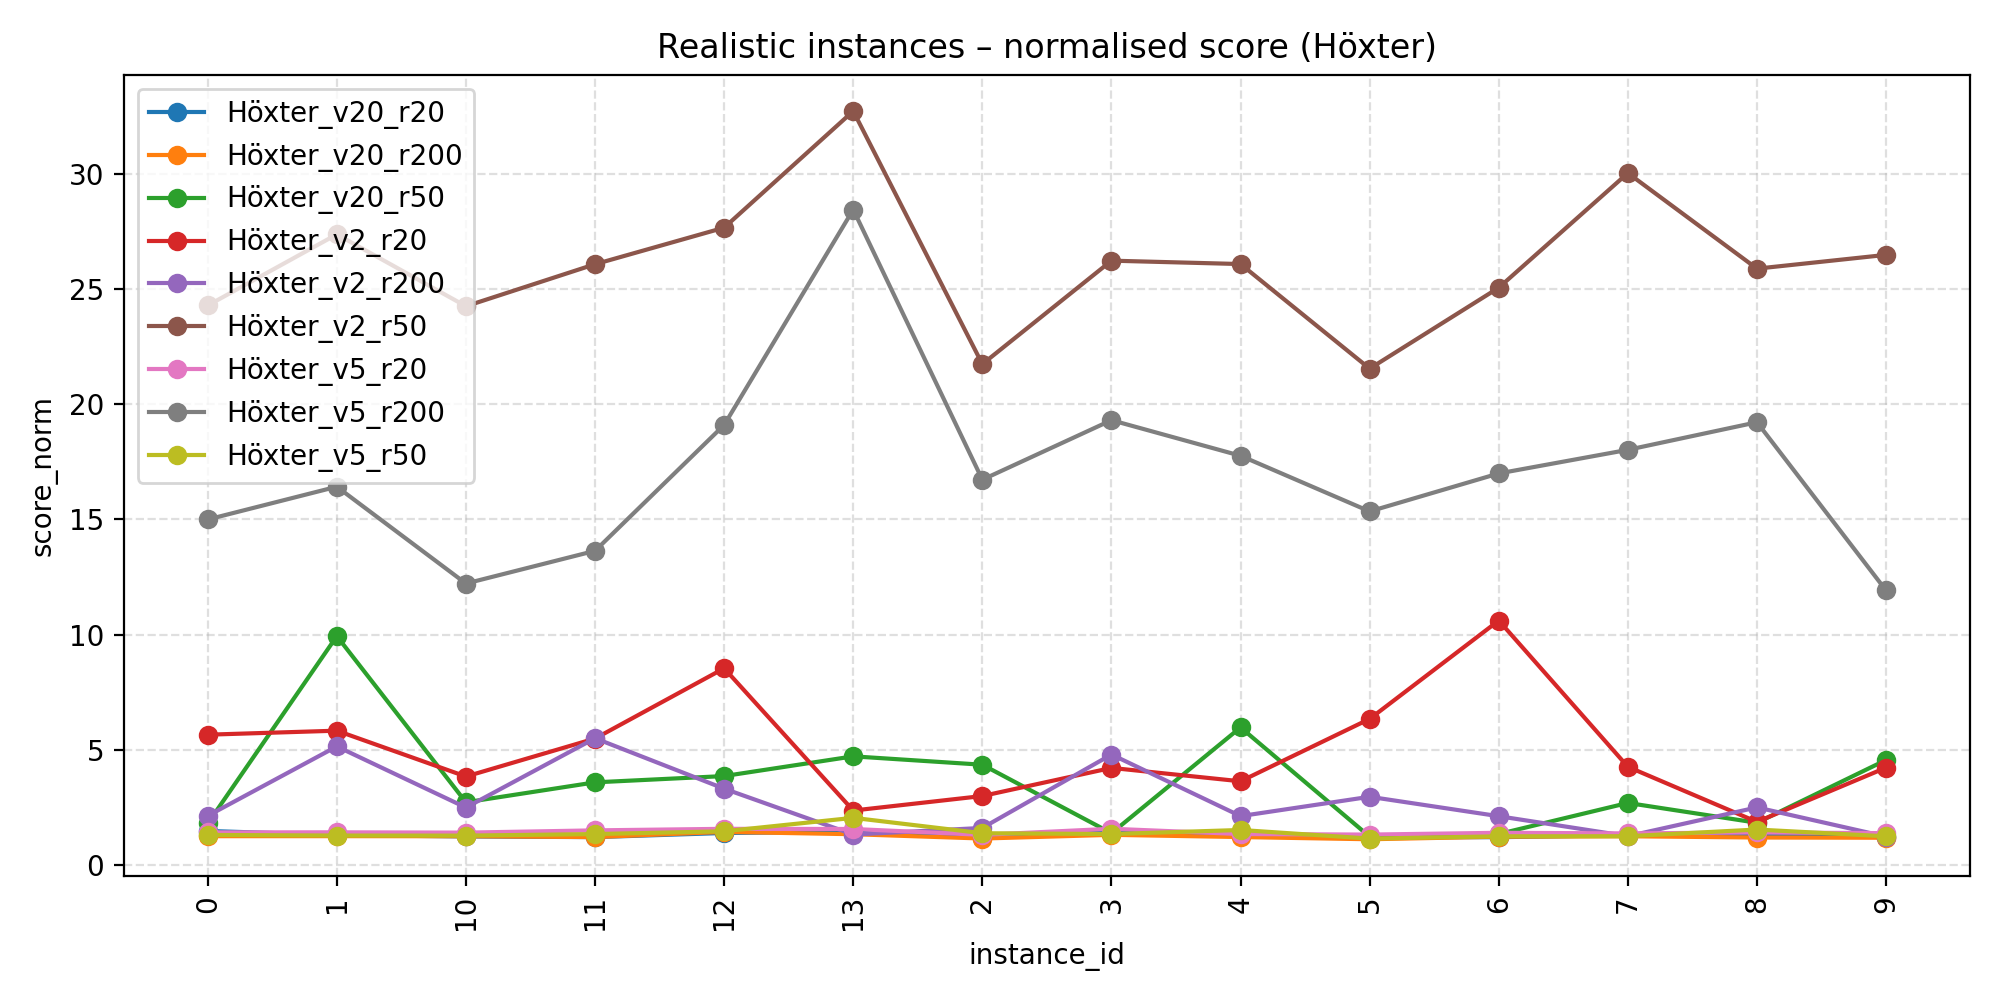 Realistic instances – normalised score (Höxter)
Höxter_v20_r20
Höxter_v20_r200
Höxter_v20_r50
Höxter_v2_r20
Höxter_v2_r200
Höxter_v2_r50
Höxter_v5_r20
Höxter_v5_r200
Höxter_v5_r50
score_norm
30
25
20
15
10
5
0
0 1 10 11 12 13 2 3 4 5 6 7 8 9
instance_id